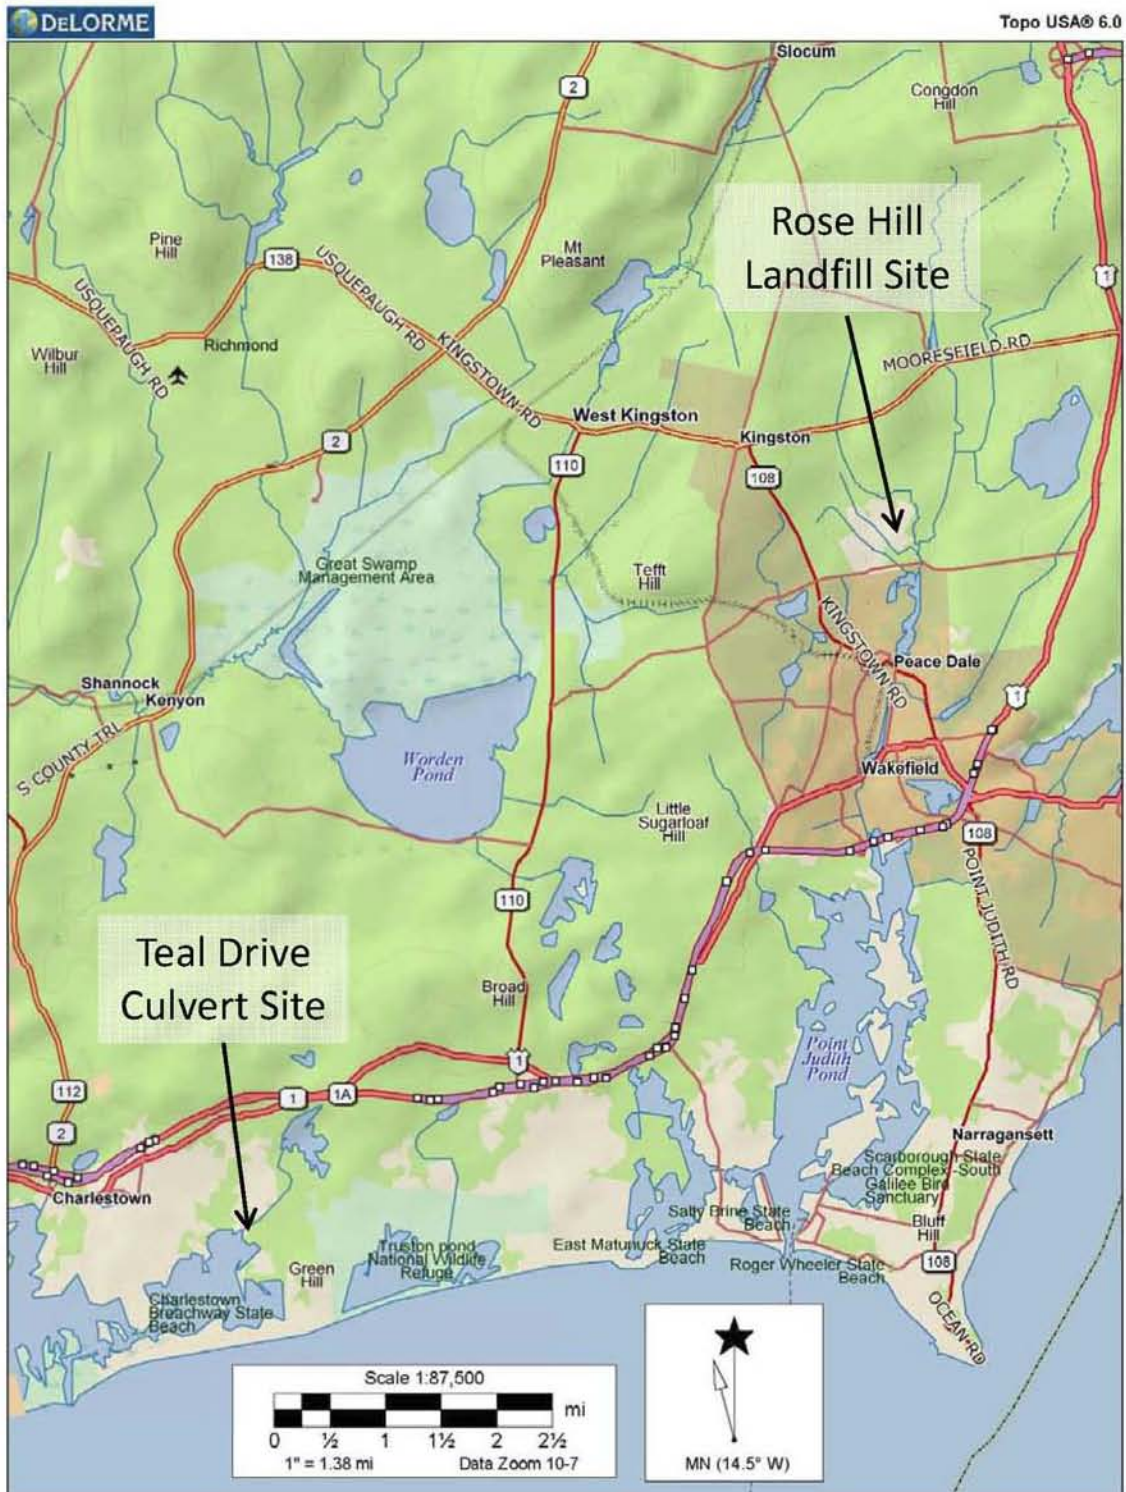 DELORME
Topo USA® 6.0
Slocum
Congdon
Hill
2
Rose Hill
Landfill Site
Pine
Hill
138
USQUEPAUGH RD
Mt
Pleasant
1
USQUEPAUGH RD
Richmond
Wilbur
Hill
KINGSTOWN RD
MOORESFIELD RD
West Kingston
Kingston
2
110
108
Great Swamp
Management Area
Tefft
Hill
KINGSTOWN RD
Peace Dale
Shannock
Kenyon
1
S COUNTY TRL
Worden
Pond
Wakefield
Little
Sugarloaf
Hill
108
POINT JUDITH RD
110
Teal Drive
Culvert Site
Broad
Hill
Point
Judith
Pond
1
112
1
1A
2
Narragansett
Charlestown
Scarborough State
Beach Complex -South
Galilee Bird
Sanctuary
Salty Brine State
Beach
Bluff
Hill
East Matunuck State
Beach
Roger Wheeler State
Beach
108
Truston pond
National Wildlife
Refuge
Green
Hill
Charlestown
Breachway State
Beach
OCEAN RD
Scale 1:87,500
mi
0 ½ 1 1½ 2 2½
1" = 1.38 mi Data Zoom 10-7
MN (14.5° W)